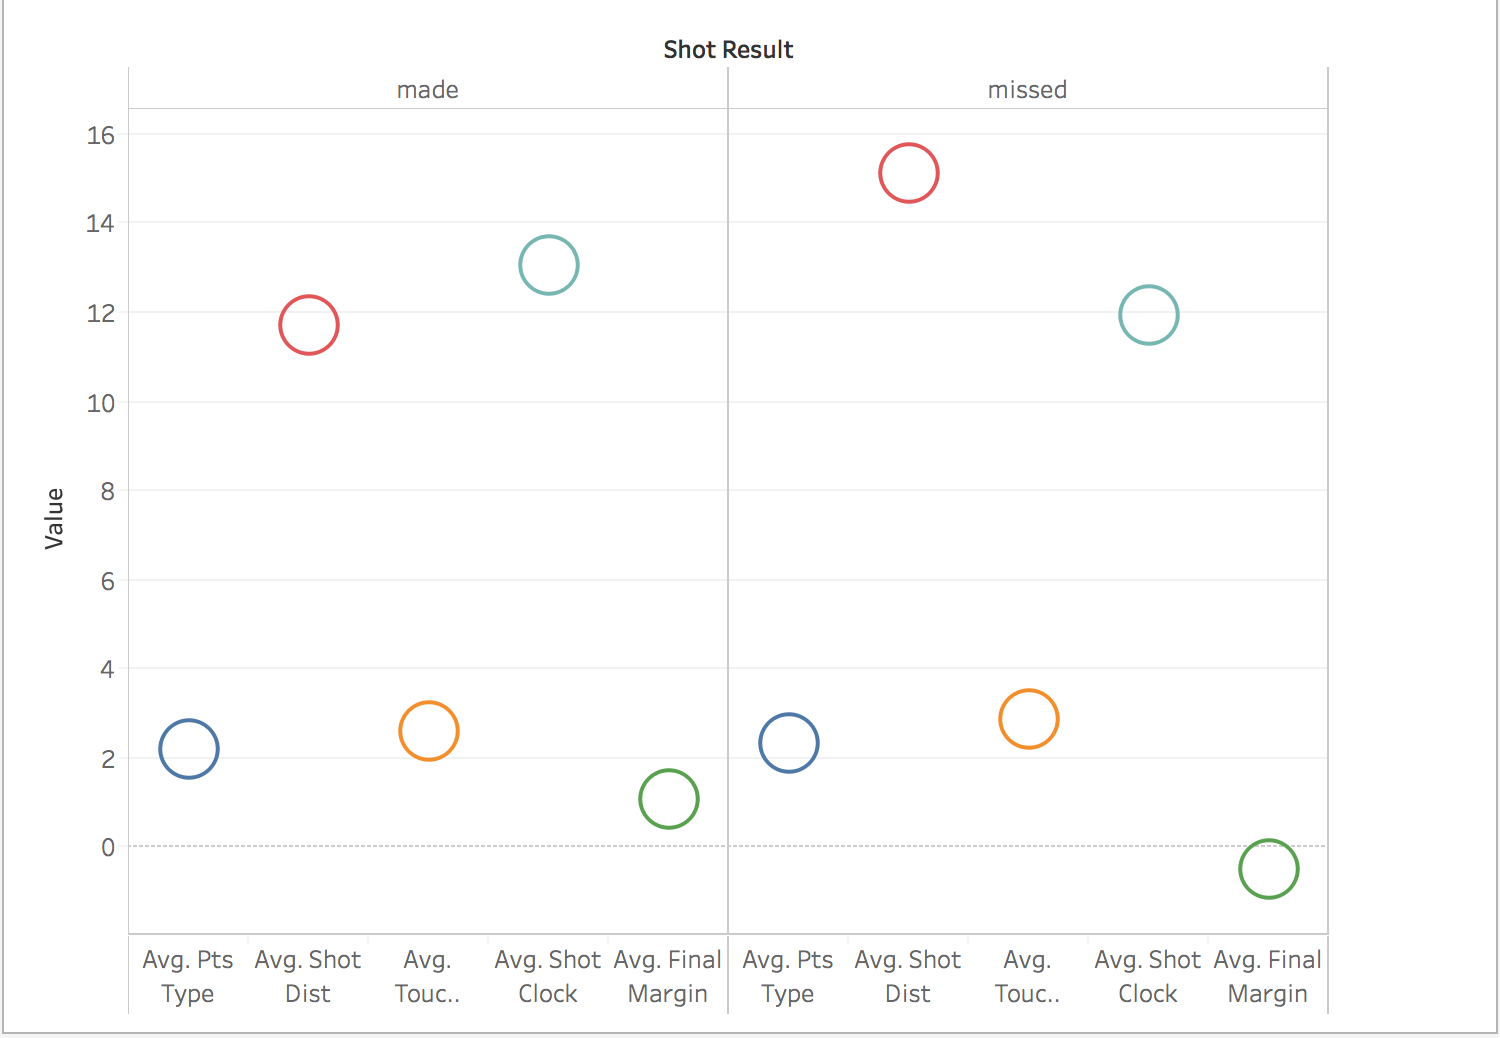 Shot Result
made missed
16
14
12
10
8
6
4
2
0
Value
Avg. Pts Avg. Shot Avg. Avg. Shot Avg. Final Avg. Pts Avg. Shot Avg. Avg. Shot Avg. Final
Type Dist Touc.. Clock Margin Type Dist Touc.. Clock Margin